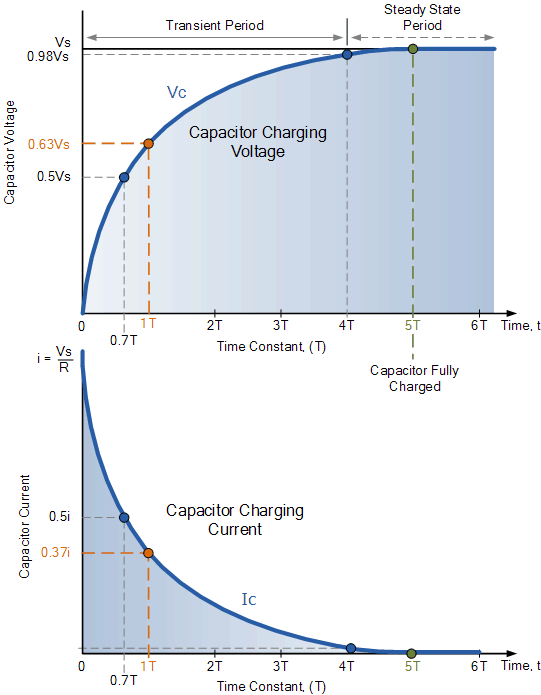 Transient Period
Steady State
Period
Vs
0.98Vs
Vc
Capacitor Charging
Voltage
0.63Vs
0.5Vs
Capacitor Voltage
0 1T 2T 3T 4T 5T 6T Time, t
0.7T
Time Constant, (T)
Capacitor Fully
Charged
i = Vs
R
Capacitor Charging
Current
0.5i
0.37i
Capacitor Current
Ic
0 1T 2T 3T 4T 5T 6T Time, t
0.7T
Time Constant, (T)